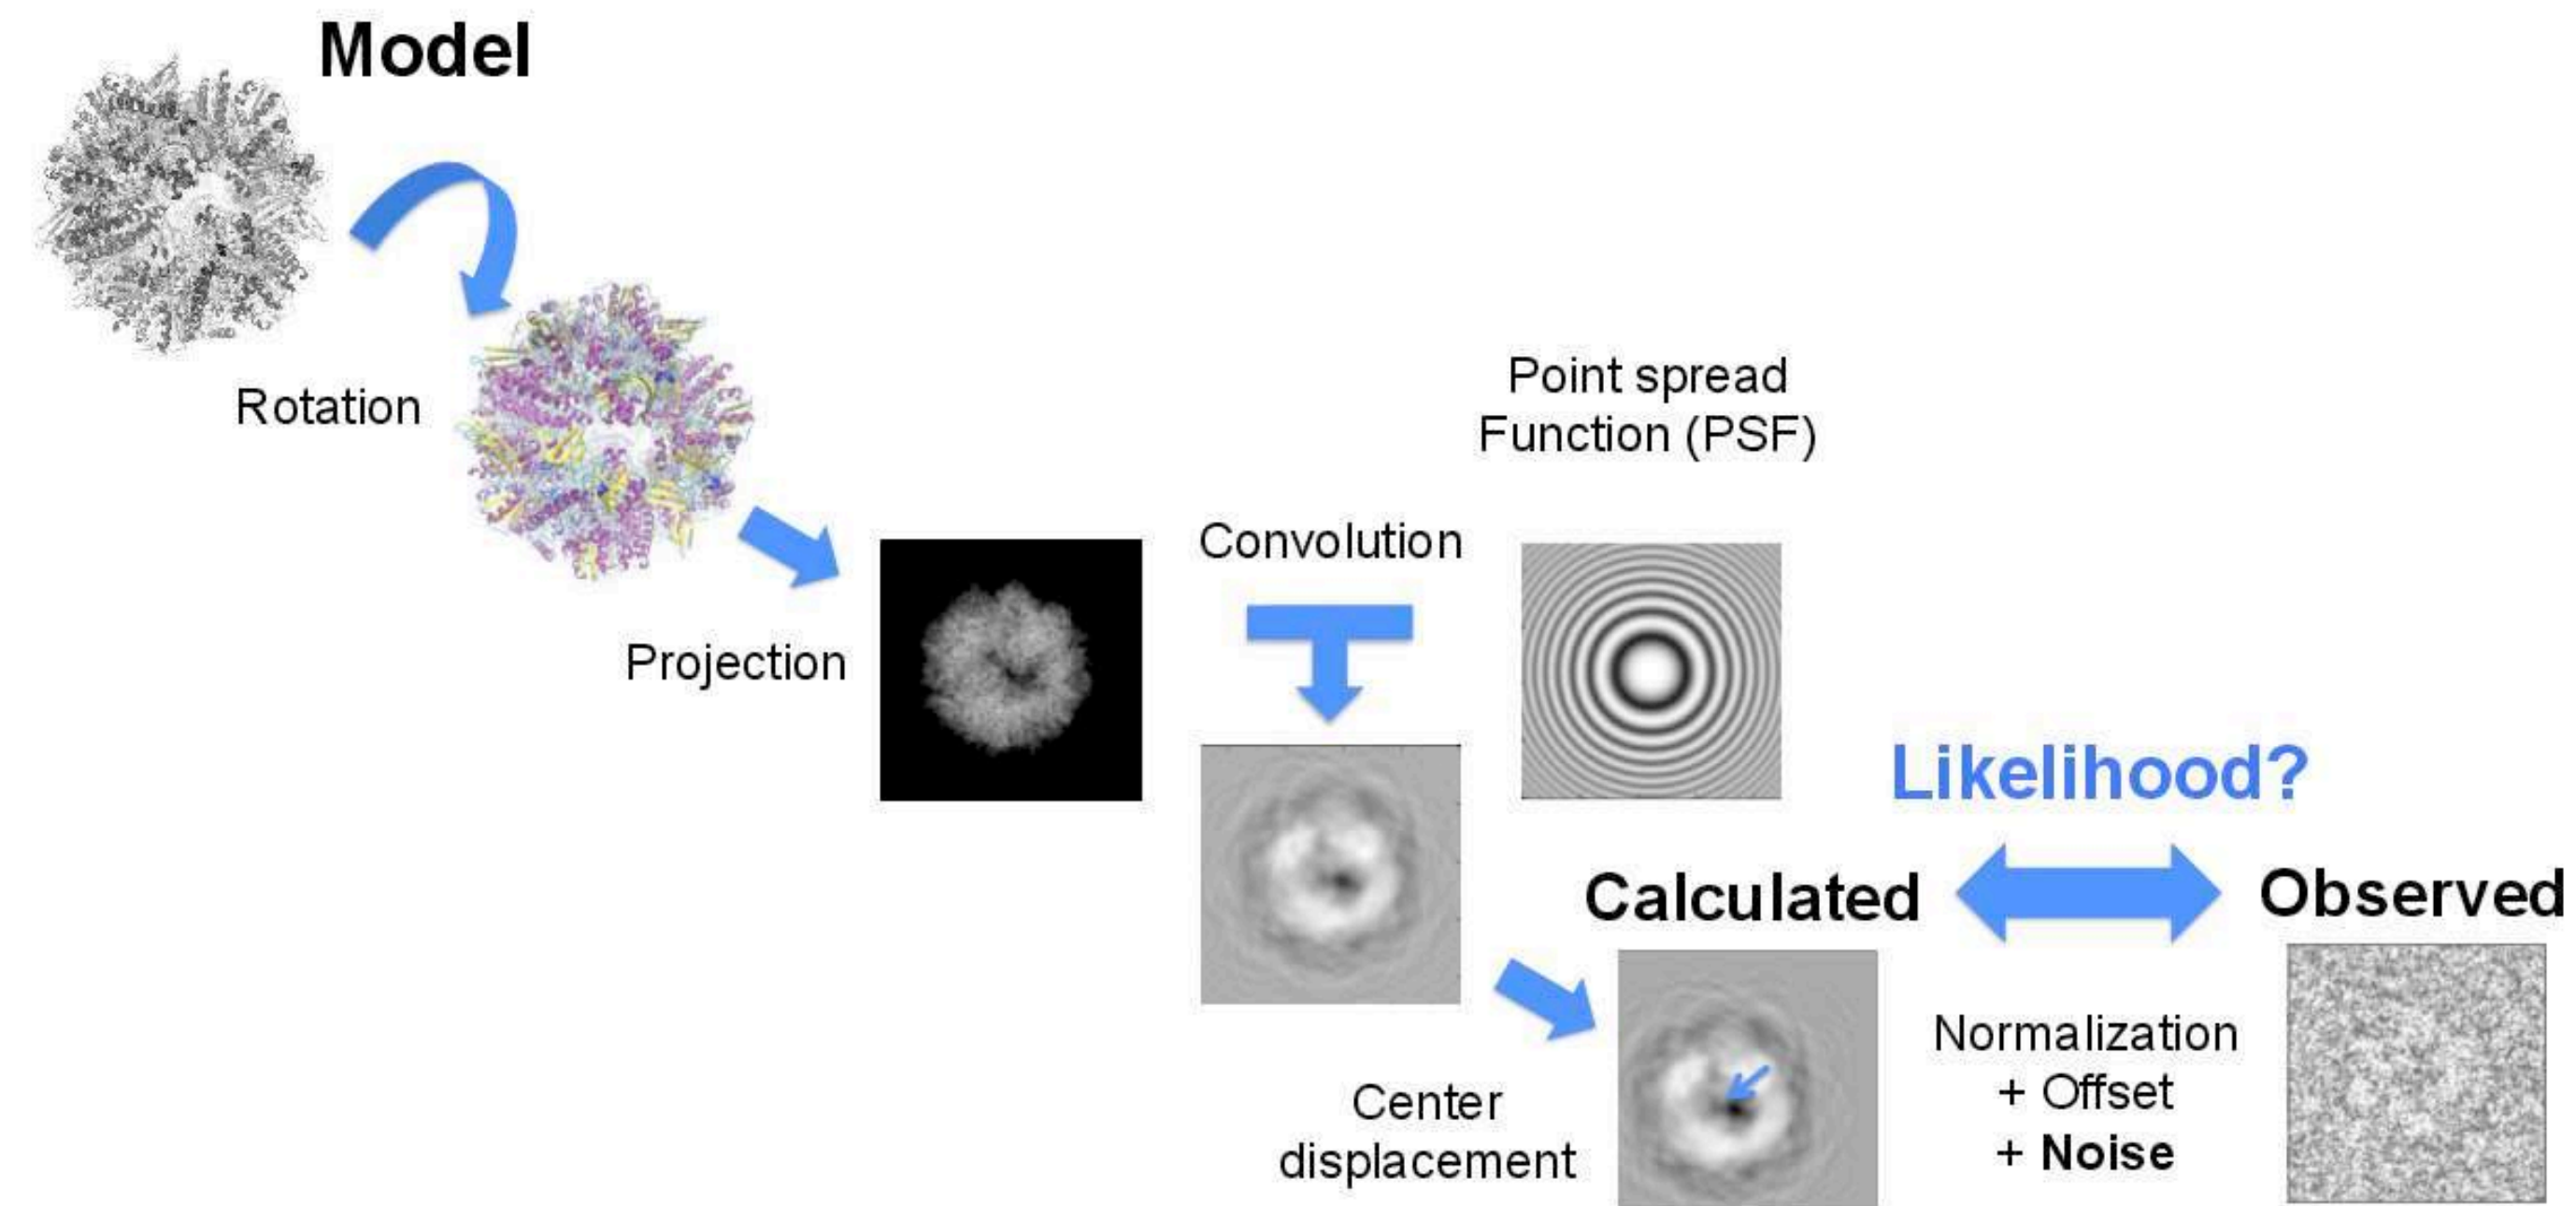 Model
Rotation
Projection
Convolution
Point spread
Function (PSF)
Center
displacement
Calculated
Likelihood?
Observed
Normalization
+ Offset
+ Noise